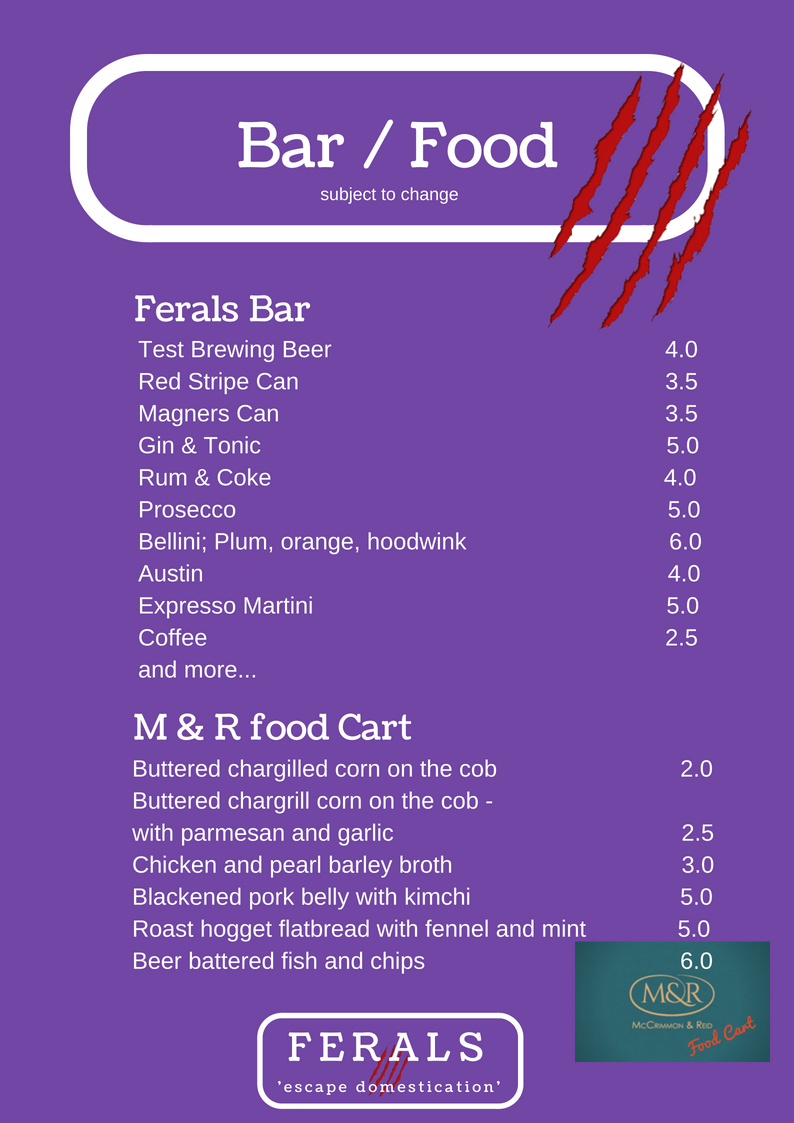 Bar / Food
subject to change
Ferals Bar
Test Brewing Beer 4.0
Red Stripe Can 3.5
Magners Can 3.5
Gin & Tonic 5.0
Rum & Coke 4.0
Prosecco 5.0
Bellini; Plum, orange, hoodwink 6.0
Austin 4.0
Expresso Martini 5.0
Coffee 2.5
and more...
M & R food Cart
Buttered chargilled corn on the cob 2.0
Buttered chargrill corn on the cob -
with parmesan and garlic 2.5
Chicken and pearl barley broth 3.0
Blackened pork belly with kimchi 5.0
Roast hogget flatbread with fennel and mint 5.0
Beer battered fish and chips 6.0
M&R
McCrimmon & Reid
Food Cart
FERALS
'escape domestication'